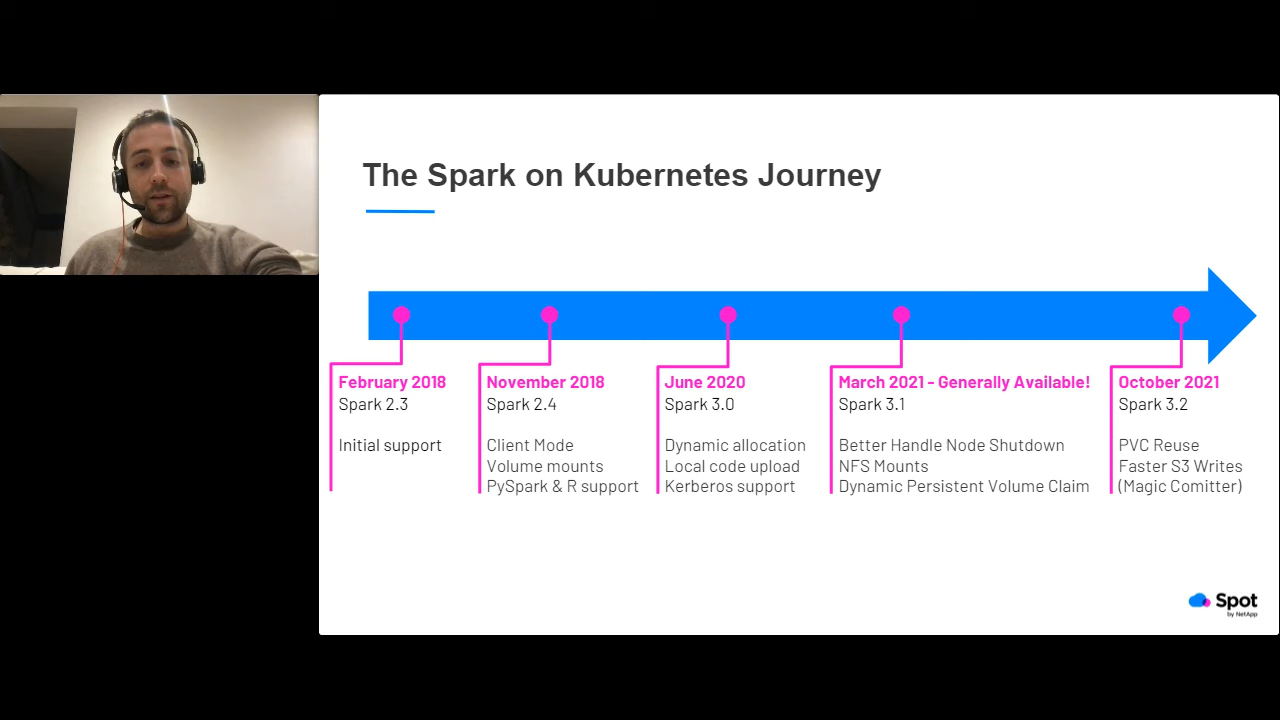 The Spark on Kubernetes Journey
February 2018
Spark 2.3
Initial support
November 2018
Spark 2.4
Client Mode
Volume mounts
PySpark & R support
June 2020
Spark 3.0
Dynamic allocation
Local code upload
Kerberos support
March 2021 - Generally Available!
Spark 3.1
Better Handle Node Shutdown
NFS Mounts
Dynamic Persistent Volume Claim
October 2021
Spark 3.2
PVC Reuse
Faster S3 Writes
(Magic Comitter)
Spot
by NetApp